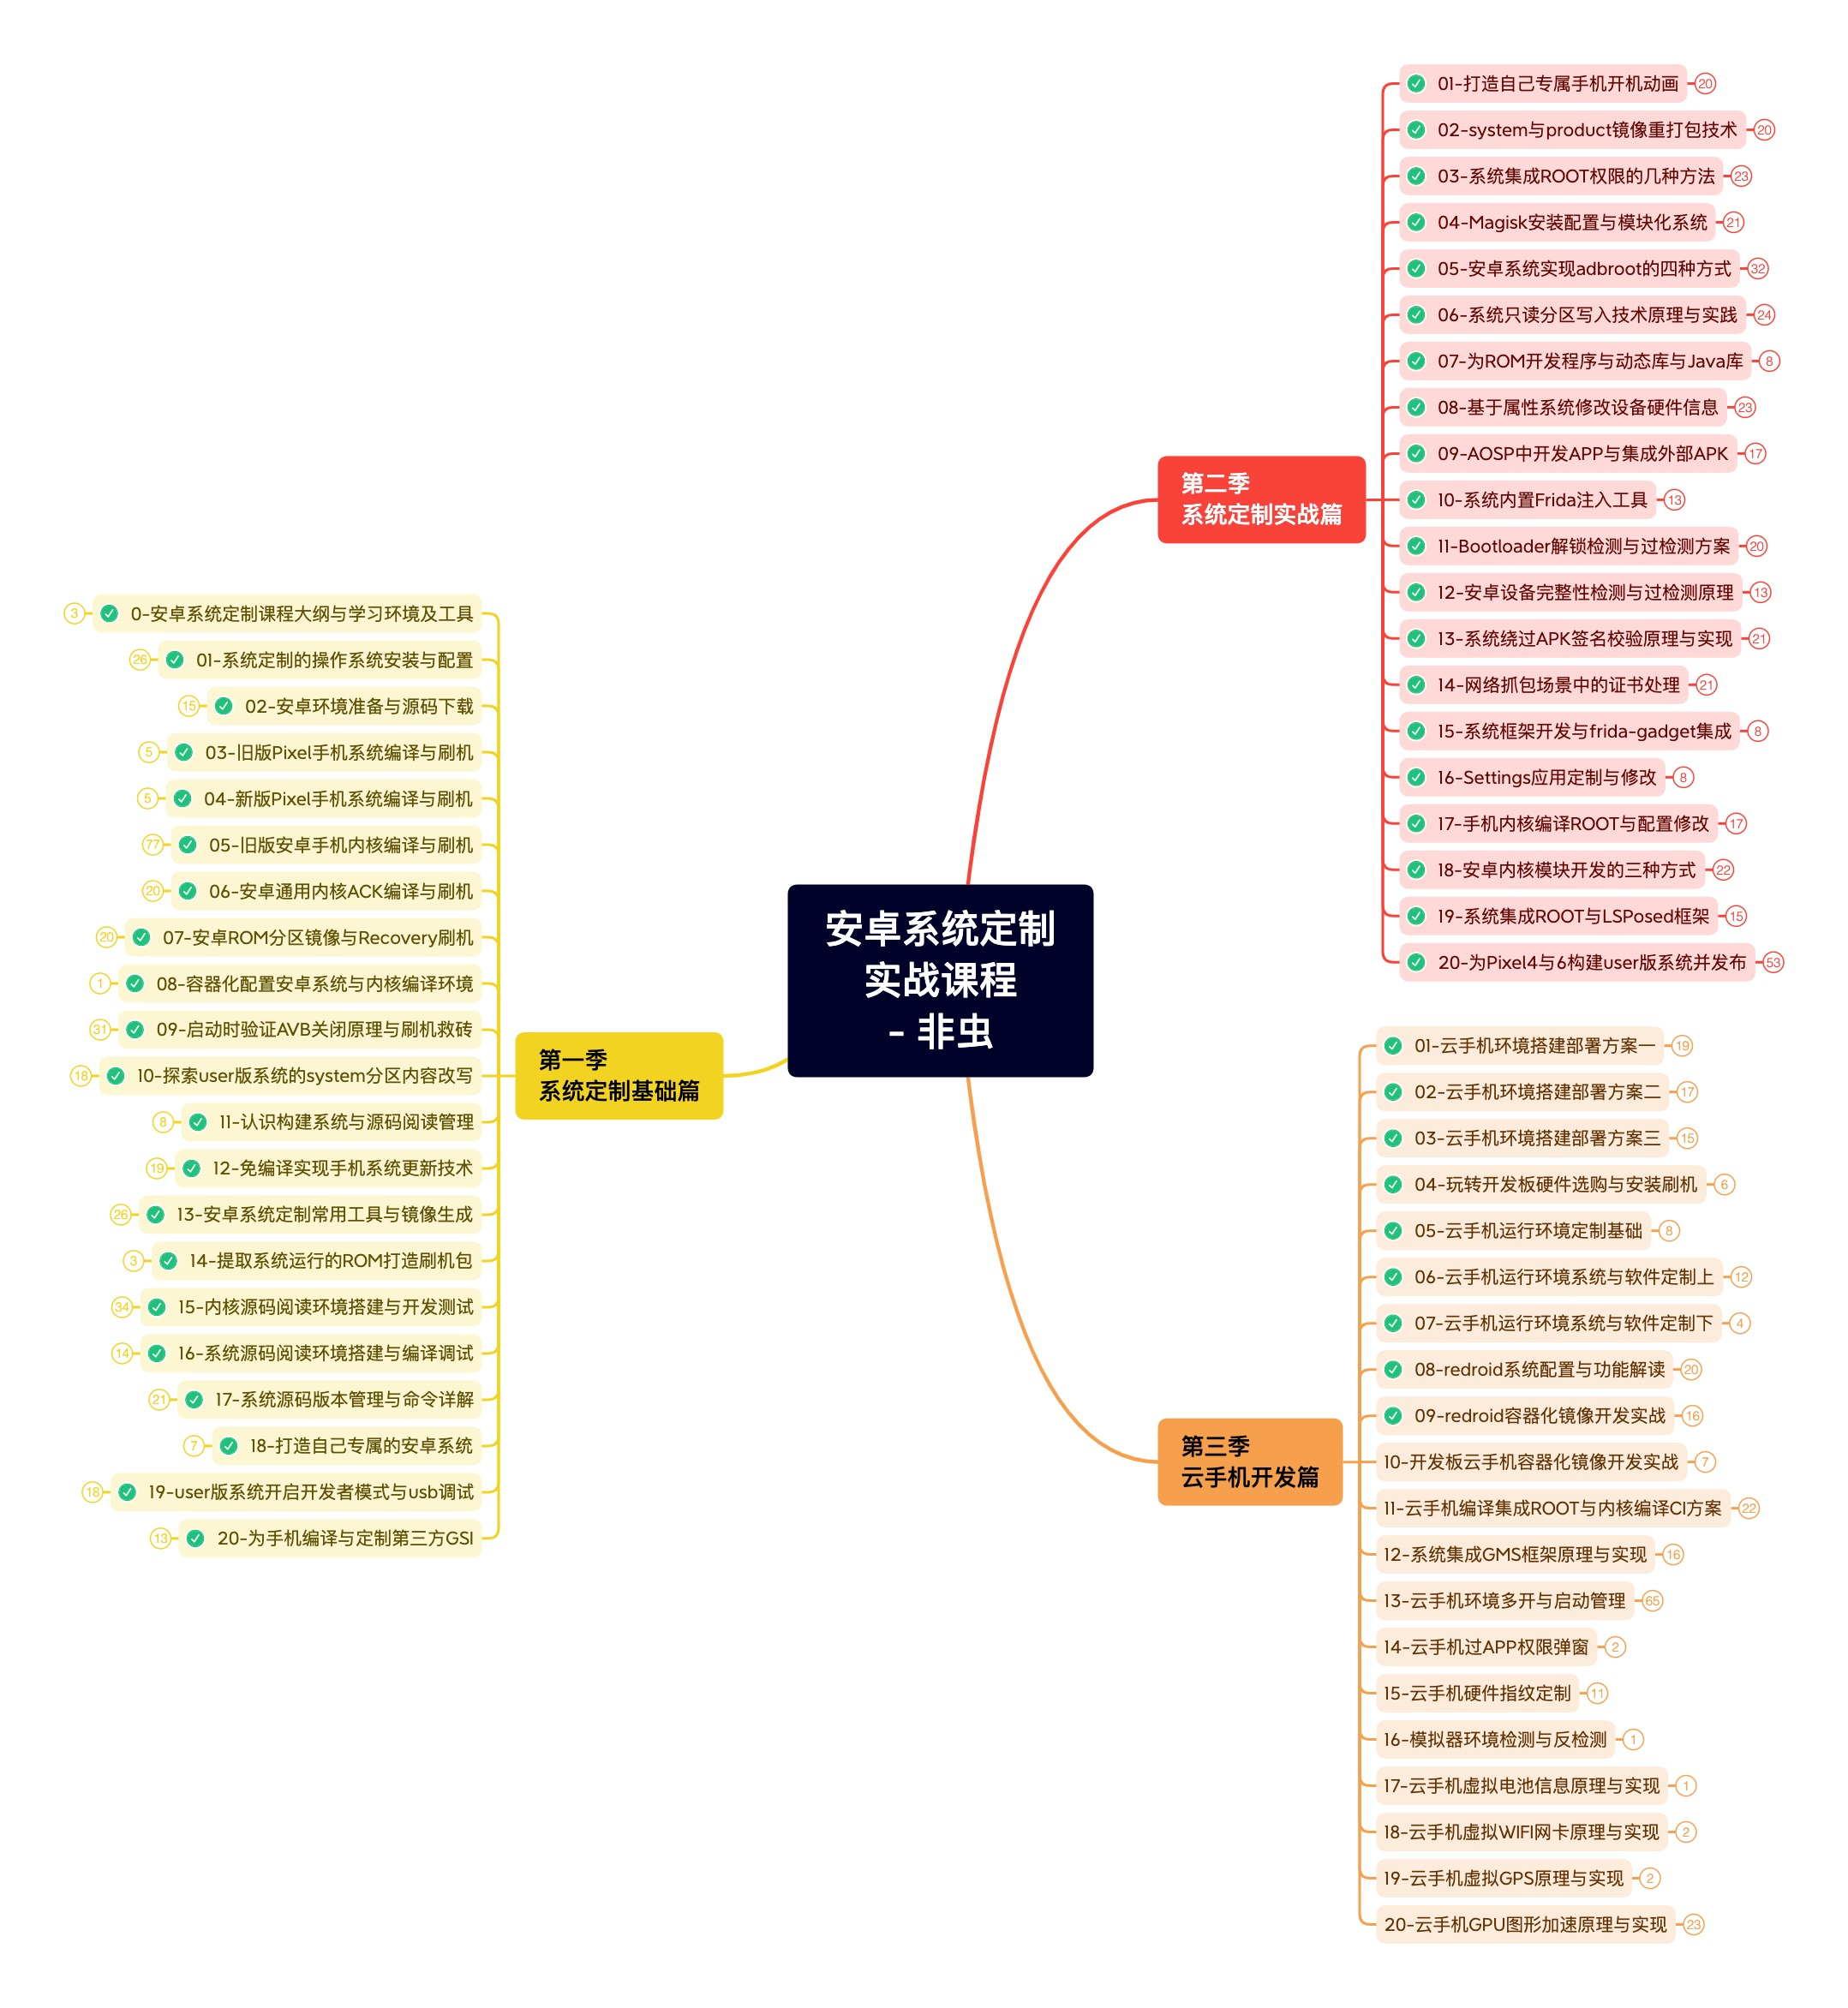 安卓系统定制
实战课程
- 非虫
第一季
系统定制基础篇
0-安卓系统定制课程大纲与学习环境及工具
3
01-系统定制的操作系统安装与配置
26
02-安卓环境准备与源码下载
15
03-旧版Pixel手机系统编译与刷机
5
04-新版Pixel手机系统编译与刷机
5
05-旧版安卓手机内核编译与刷机
77
06-安卓通用内核ACK编译与刷机
20
07-安卓ROM分区镜像与Recovery刷机
20
08-容器化配置安卓系统与内核编译环境
1
09-启动时验证AVB关闭原理与刷机救砖
31
10-探索user版系统的system分区内容改写
18
11-认识构建系统与源码阅读管理
8
12-免编译实现手机系统更新技术
19
13-安卓系统定制常用工具与镜像生成
26
14-提取系统运行的ROM打造刷机包
3
15-内核源码阅读环境搭建与开发测试
34
16-系统源码阅读环境搭建与编译调试
14
17-系统源码版本管理与命令详解
21
18-打造自己专属的安卓系统
7
19-user版系统开启开发者模式与usb调试
18
20-为手机编译与定制第三方GSI
13
第二季
系统定制实战篇
01-打造自己专属手机开机动画
20
02-system与product镜像重打包技术
20
03-系统集成ROOT权限的几种方法
23
04-Magisk安装配置与模块化系统
21
05-安卓系统实现adbroot的四种方式
32
06-系统只读分区写入技术原理与实践
24
07-为ROM开发程序与动态库与Java库
8
08-基于属性系统修改设备硬件信息
23
09-AOSP中开发APP与集成外部APK
17
10-系统内置Frida注入工具
13
11-Bootloader解锁检测与过检测方案
20
12-安卓设备完整性检测与过检测原理
13
13-系统绕过APK签名校验原理与实现
21
14-网络抓包场景中的证书处理
21
15-系统框架开发与frida-gadget集成
8
16-Settings应用定制与修改
8
17-手机内核编译ROOT与配置修改
17
18-安卓内核模块开发的三种方式
22
19-系统集成ROOT与LSPosed框架
15
20-为Pixel4与6构建user版系统并发布
53
第三季
云手机开发篇
01-云手机环境搭建部署方案一
19
02-云手机环境搭建部署方案二
17
03-云手机环境搭建部署方案三
15
04-玩转开发板硬件选购与安装刷机
6
05-云手机运行环境定制基础
8
06-云手机运行环境系统与软件定制上
12
07-云手机运行环境系统与软件定制下
4
08-redroid系统配置与功能解读
20
09-redroid容器化镜像开发实战
16
10-开发板云手机容器化镜像开发实战
7
11-云手机编译集成ROOT与内核编译CI方案
22
12-系统集成GMS框架原理与实现
16
13-云手机环境多开与启动管理
65
14-云手机过APP权限弹窗
2
15-云手机硬件指纹定制
11
16-模拟器环境检测与反检测
1
17-云手机虚拟电池信息原理与实现
1
18-云手机虚拟WIFI网卡原理与实现
2
19-云手机虚拟GPS原理与实现
2
20-云手机GPU图形加速原理与实现
23